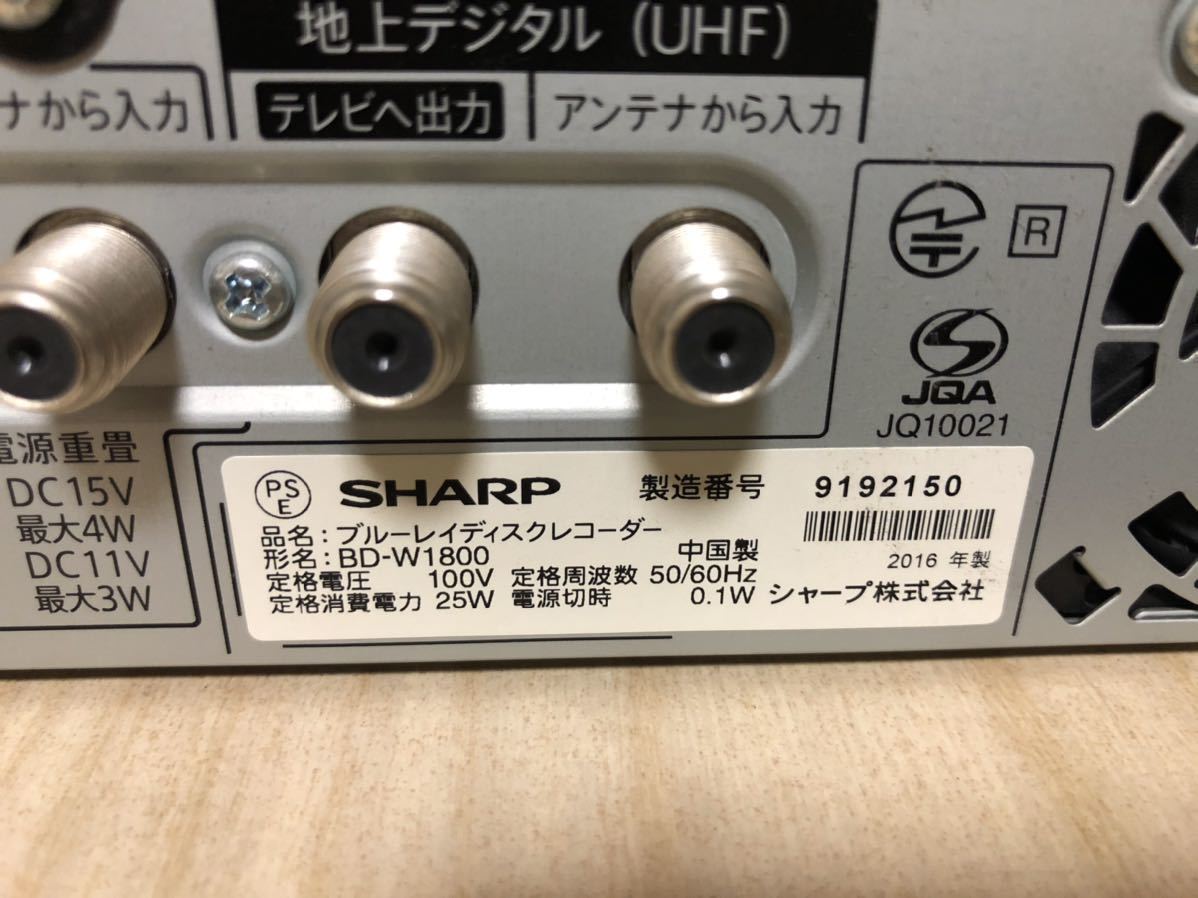 地上デジタル (UHF)
ナから入力 テレビへ出力 アンテナから入力
R
JQA
JQ10021
電源重畳
DC15V
最大4W
DC11V
最大3W
PSE SHARP 製造番号 9192150
品名:ブルーレイディスクレコーダー
形名:BD-W1800 中国製 2016 年製
定格電圧 100V 定格周波数 50/60Hz
定格消費電力 25W 電源切時 0.1W シャープ株式会社